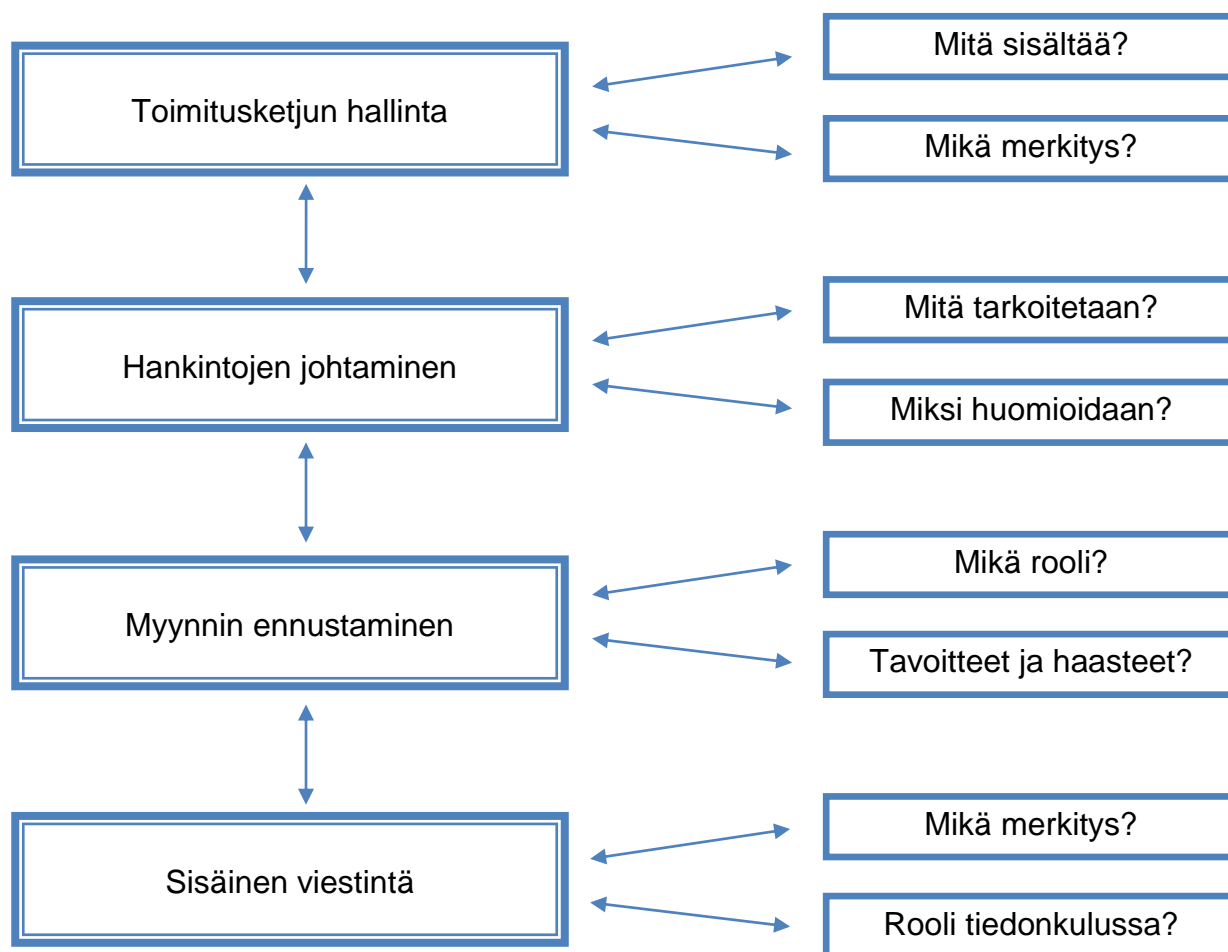 Mitä sisältää?
Toimitusketjun hallinta
Mikä merkitys?
Mitä tarkoitetaan?
Hankintojen johtaminen
Miksi huomioidaan?
Mikä rooli?
Myynnin ennustaminen
Tavoitteet ja haasteet?
Mikä merkitys?
Sisäinen viestintä
Rooli tiedonkulussa?